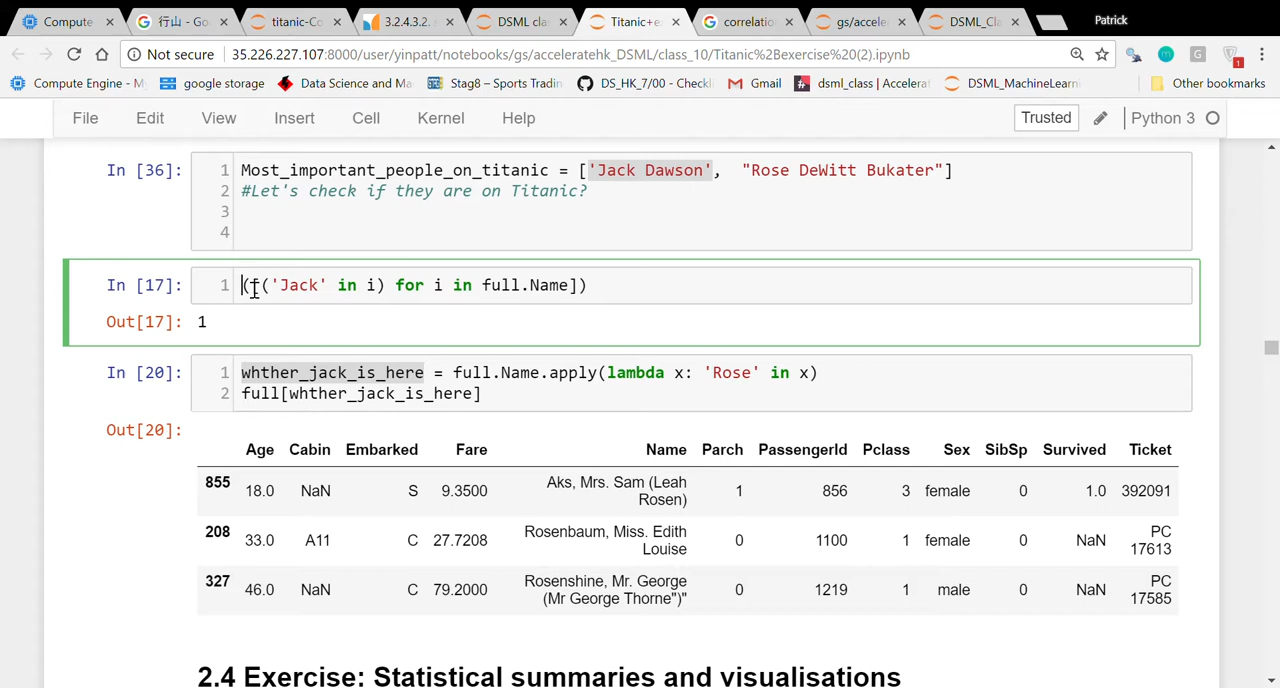 Compute
行山 - Go
titanic-Co
3.2.4.3.2.
DSML cla
Titanic+e
correlatio
gs/accele
DSML_Cla
Patrick
Not secure
35.226.227.107:8000/user/yinpatt/notebooks/gs/acceleratehk_DSML/class_10/Titanic%2Bexercise%20(2).ipynb
Compute Engine - My
google storage
Data Science and Ma
Stag8 – Sports Tradin
DS_HK_7/00 - Checkl
Gmail
dsml_class | Accelerat
DSML_MachineLearni
Other bookmarks
File Edit View Insert Cell Kernel Help
Trusted
Python 3
In [36]:
1 Most_important_people_on_titanic = ['Jack Dawson', "Rose DeWitt Bukater"]
2 #Let's check if they are on Titanic?
3
4
In [17]:
1 ([('Jack' in i) for i in full.Name])
Out[17]: 1
In [20]:
1 whther_jack_is_here = full.Name.apply(lambda x: 'Rose' in x)
2 full[whther_jack_is_here]
Out[20]:
Age Cabin Embarked Fare Name Parch PassengerId Pclass Sex SibSp Survived Ticket
855 18.0 NaN S 9.3500 Aks, Mrs. Sam (Leah Rosen) 1 856 3 female 0 1.0 392091
208 33.0 A11 C 27.7208 Rosenbaum, Miss. Edith Louise 0 1100 1 female 0 NaN PC 17613
327 46.0 NaN C 79.2000 Rosenshine, Mr. George (Mr George Thorne")" 0 1219 1 male 0 NaN PC 17585
2.4 Exercise: Statistical summaries and visualisations